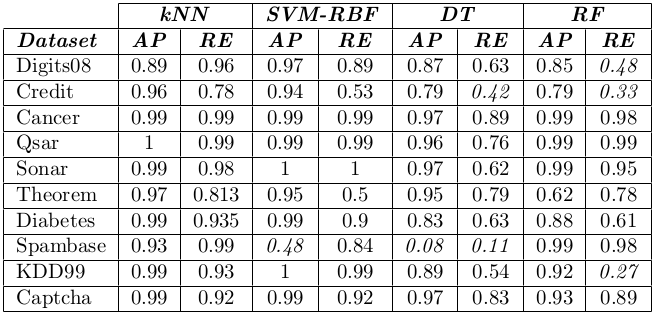 kNN SVM-RBF DT RF
Dataset AP RE AP RE AP RE AP RE
Digits08 0.89 0.96 0.97 0.89 0.87 0.63 0.85 0.48
Credit 0.96 0.78 0.94 0.53 0.79 0.42 0.79 0.33
Cancer 0.99 0.99 0.99 0.99 0.97 0.89 0.99 0.98
Qsar 1 0.99 0.99 0.99 0.96 0.76 0.99 0.99
Sonar 0.99 0.98 1 1 0.97 0.62 0.99 0.95
Theorem 0.97 0.813 0.95 0.5 0.95 0.79 0.62 0.78
Diabetes 0.99 0.935 0.99 0.9 0.83 0.63 0.88 0.61
Spambase 0.93 0.99 0.48 0.84 0.08 0.11 0.99 0.98
KDD99 0.99 0.93 1 0.99 0.89 0.54 0.92 0.27
Captcha 0.99 0.92 0.99 0.92 0.97 0.83 0.93 0.89